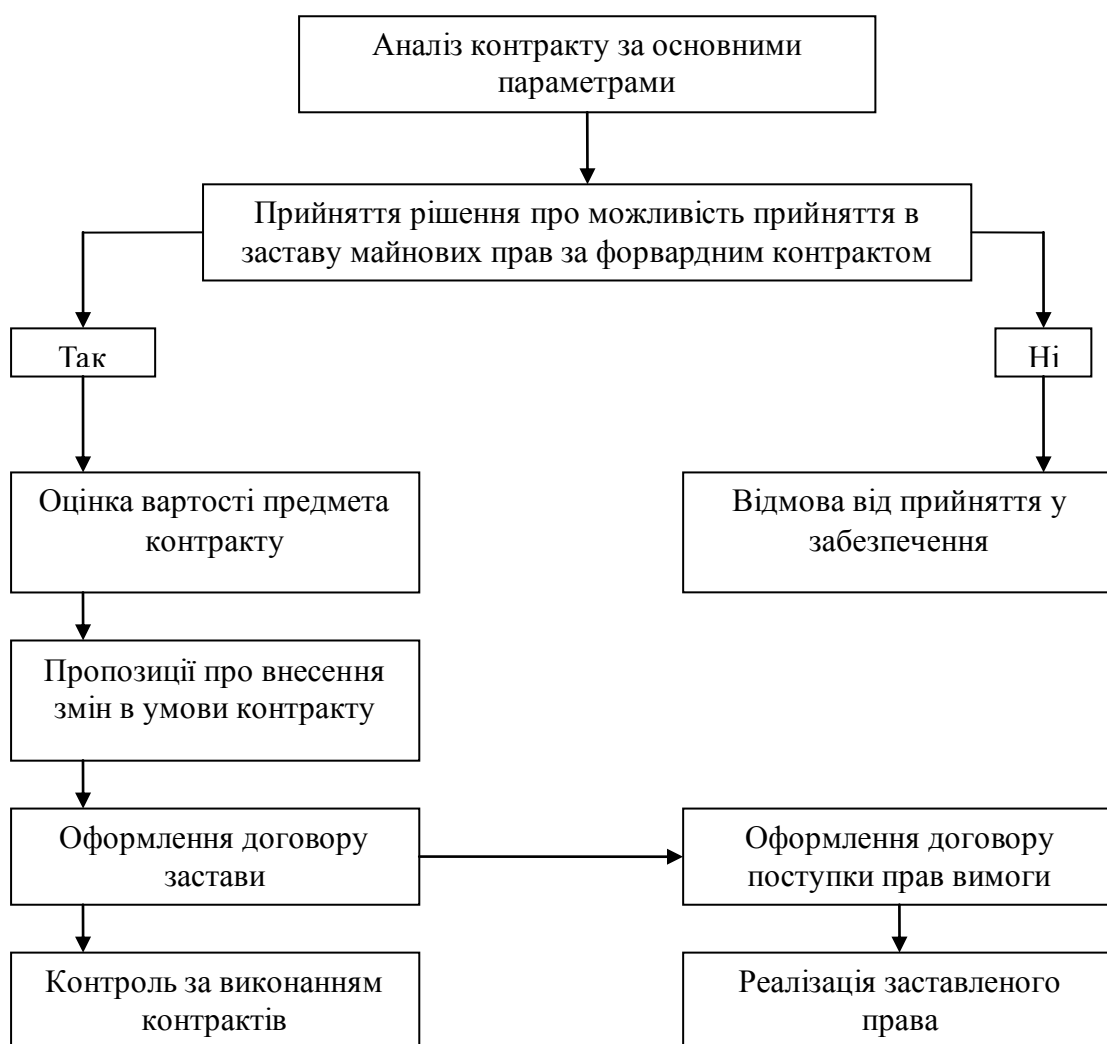 Аналіз контракту за основними
параметрами
Прийняття рішення про можливість прийняття в
заставу майнових прав за форвардним контрактом
Так
Ні
Оцінка вартості предмета
контракту
Відмова від прийняття у
забезпечення
Пропозиції про внесення
змін в умови контракту
Оформлення договору
застави
Оформлення договору
поступки прав вимоги
Контроль за виконанням
контрактів
Реалізація заставленого
права